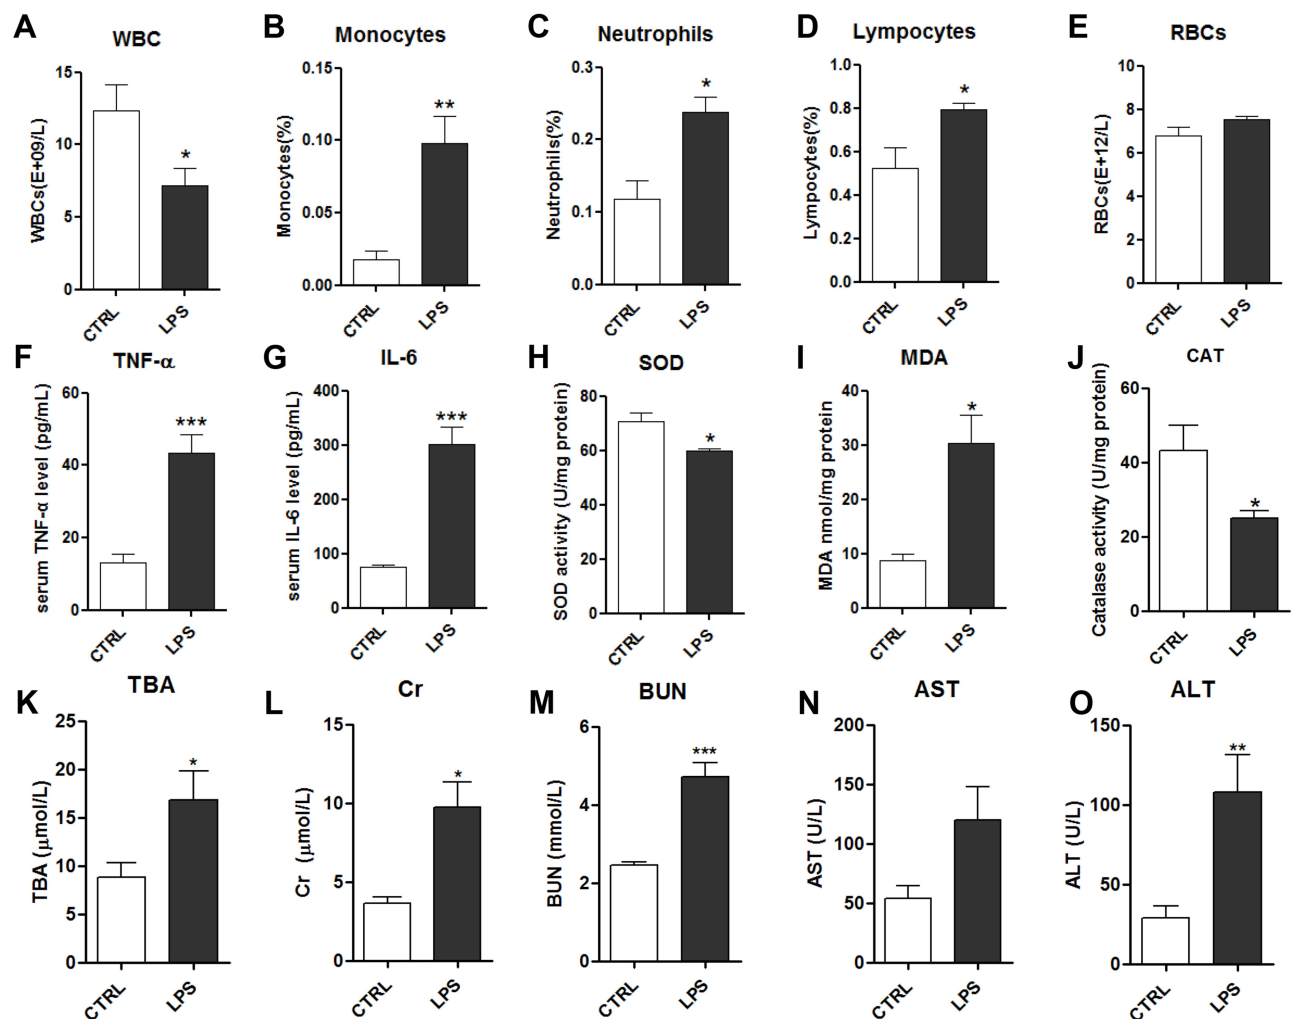 A WBC
WBCs(E+09/L)
15
10
5
0
*
CTRL LPS
B Monocytes
Monocytes(%)
0.15
0.10
0.05
0.00
**
CTRL LPS
C Neutrophils
Neutrophils(%)
0.3
0.2
0.1
0.0
*
CTRL LPS
D Lympocytes
Lympocytes(%)
1.0
0.8
0.6
0.4
0.2
0.0
*
CTRL LPS
E RBCs
RBCs(E+12/L)
10
8
6
4
2
0
CTRL LPS
F TNF-α
serum TNF-α level (pg/mL)
60
40
20
0
***
CTRL LPS
G IL-6
serum IL-6 level (pg/mL)
400
300
200
100
0
***
CTRL LPS
H SOD
SOD activity (U/mg protein)
80
60
40
20
0
*
CTRL LPS
I MDA
MDA nmol/mg protein
40
30
20
10
0
*
CTRL LPS
J CAT
Catalase activity (U/mg protein)
60
40
20
0
*
CTRL LPS
K TBA
TBA (μmol/L)
25
20
15
10
5
0
*
CTRL LPS
L Cr
Cr (μmol/L)
15
10
5
0
*
CTRL LPS
M BUN
BUN (mmol/L)
6
4
2
0
***
CTRL LPS
N AST
AST (U/L)
200
150
100
50
0
CTRL LPS
O ALT
ALT (U/L)
150
100
50
0
**
CTRL LPS